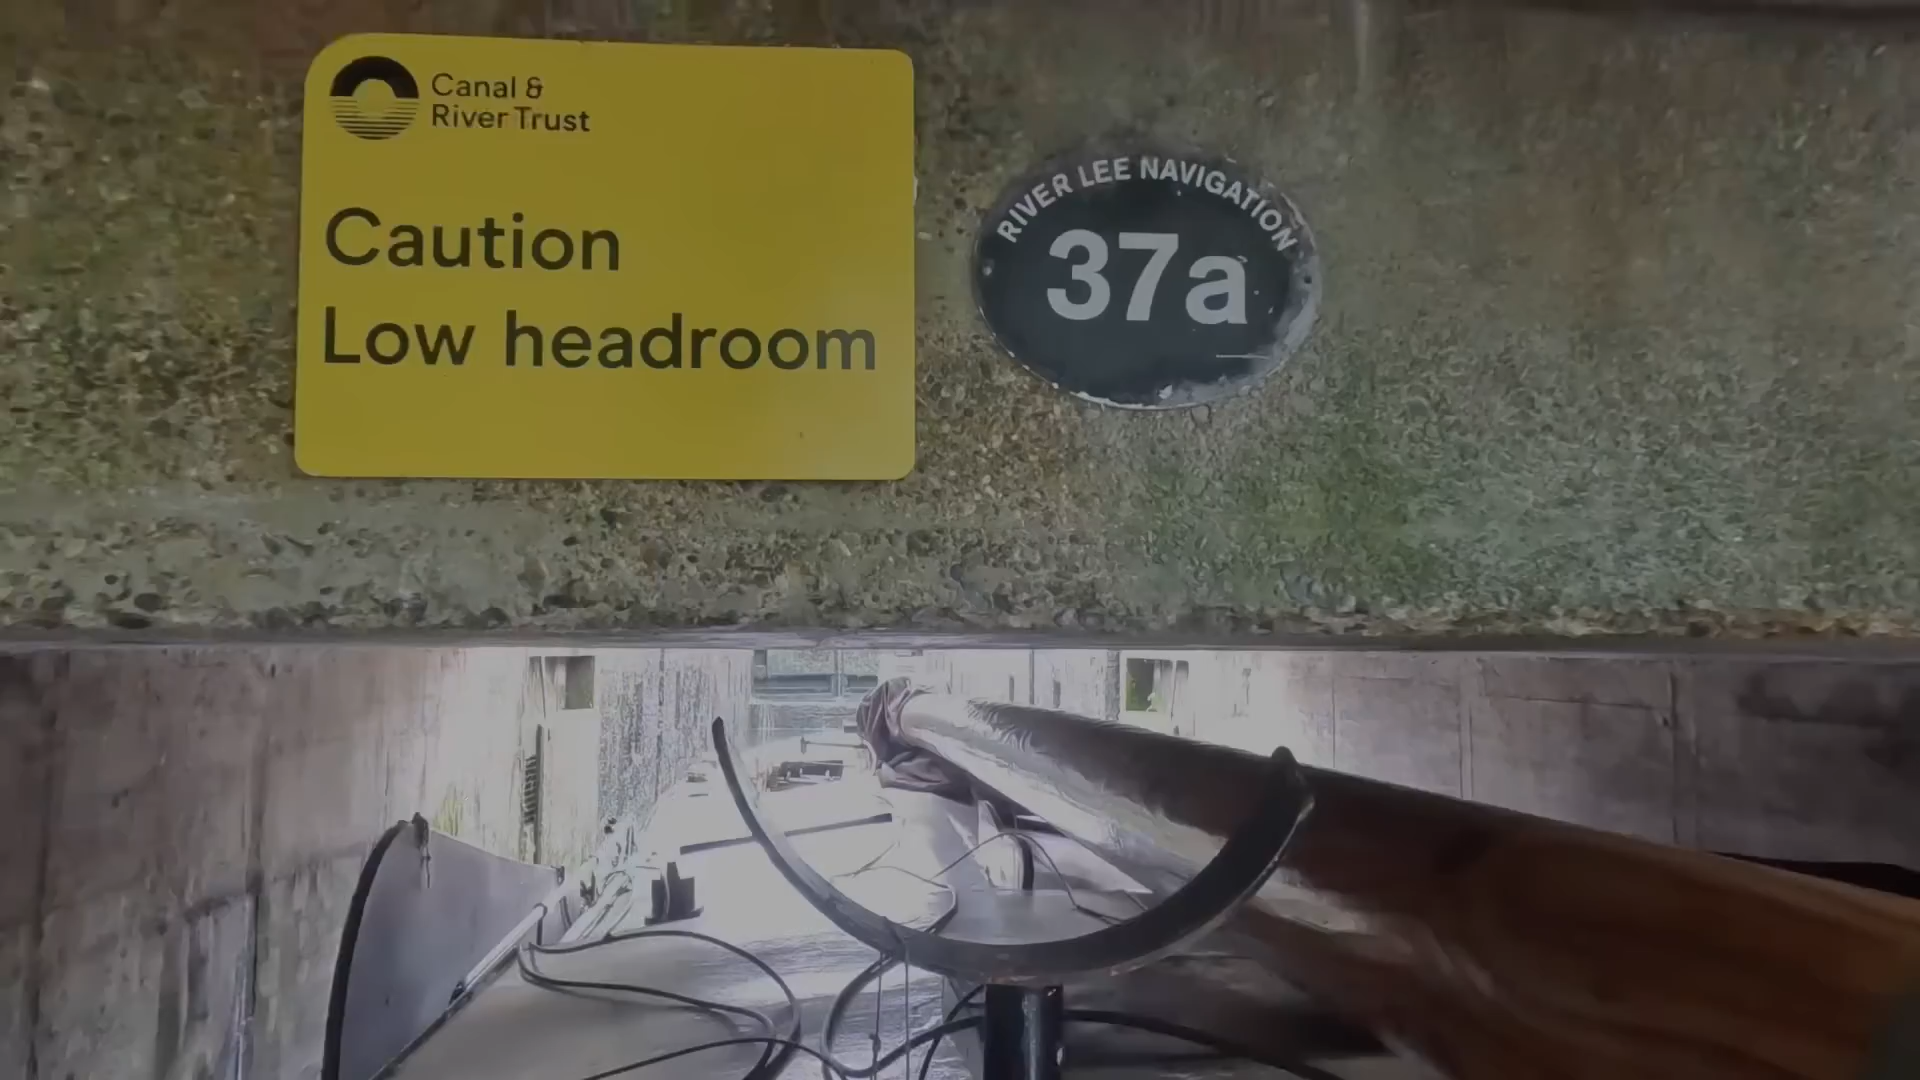 Canal &
River Trust
Caution
Low headroom
RIVER LEE NAVIGATION
37a